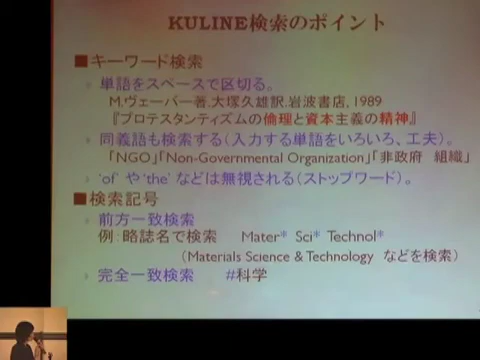 KULINE検索のポイント
■キーワード検索
単語をスペースで区切る。
M.ヴェーバー著.大塚久雄訳.岩波書店, 1989
『プロテスタンティズムの倫理と資本主義の精神』
同義語も検索する（入力する単語をいろいろ、工夫）。
「NGO」「Non-Governmental Organization」「非政府 組織」
'of' や 'the' などは無視される（ストップワード）。
■検索記号
前方一致検索
例：略誌名で検索 Mater* Sci* Technol*
（Materials Science & Technology などを検索）
完全一致検索 #科学